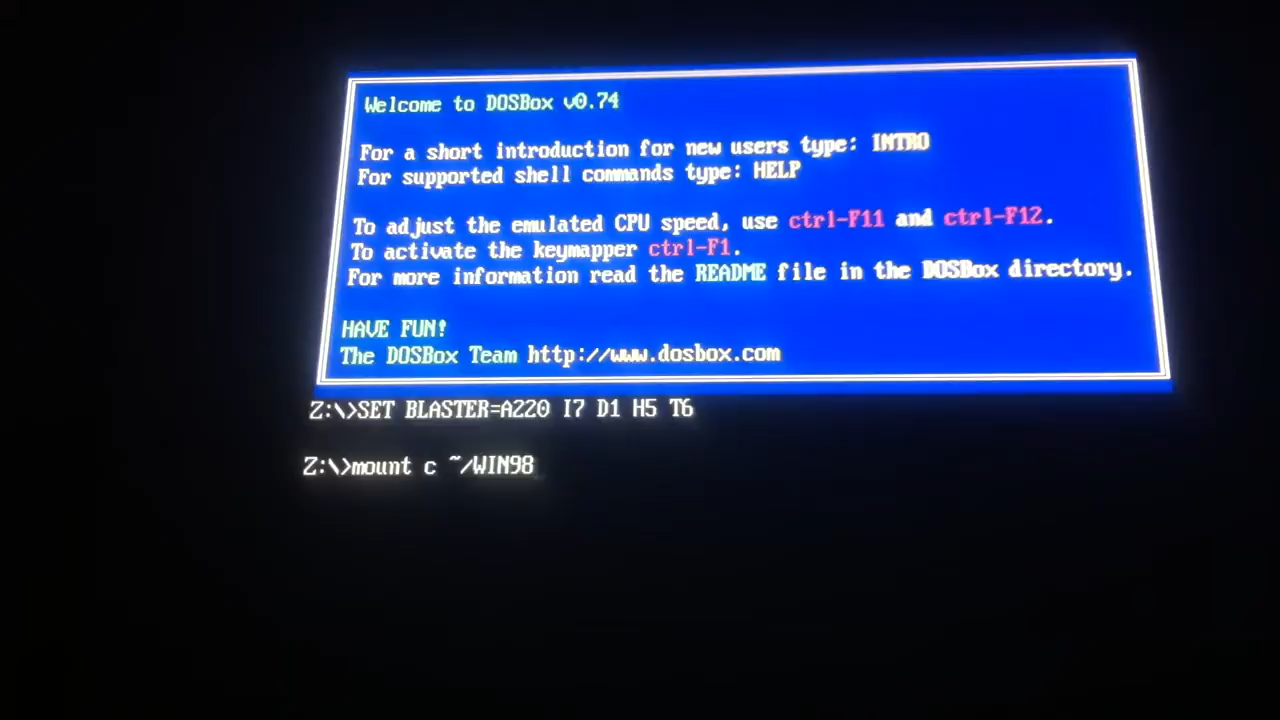 Welcome to DOSBox v0.74
For a short introduction for new users type: INTRO
For supported shell commands type: HELP
To adjust the emulated CPU speed, use ctrl-F11 and ctrl-F12.
To activate the keymapper ctrl-F1.
For more information read the README file in the DOSBox directory.
HAVE FUN!
The DOSBox Team http://www.dosbox.com
Z:\>SET BLASTER=A220 I7 D1 H5 T6
Z:\>mount c ~/WIN98_